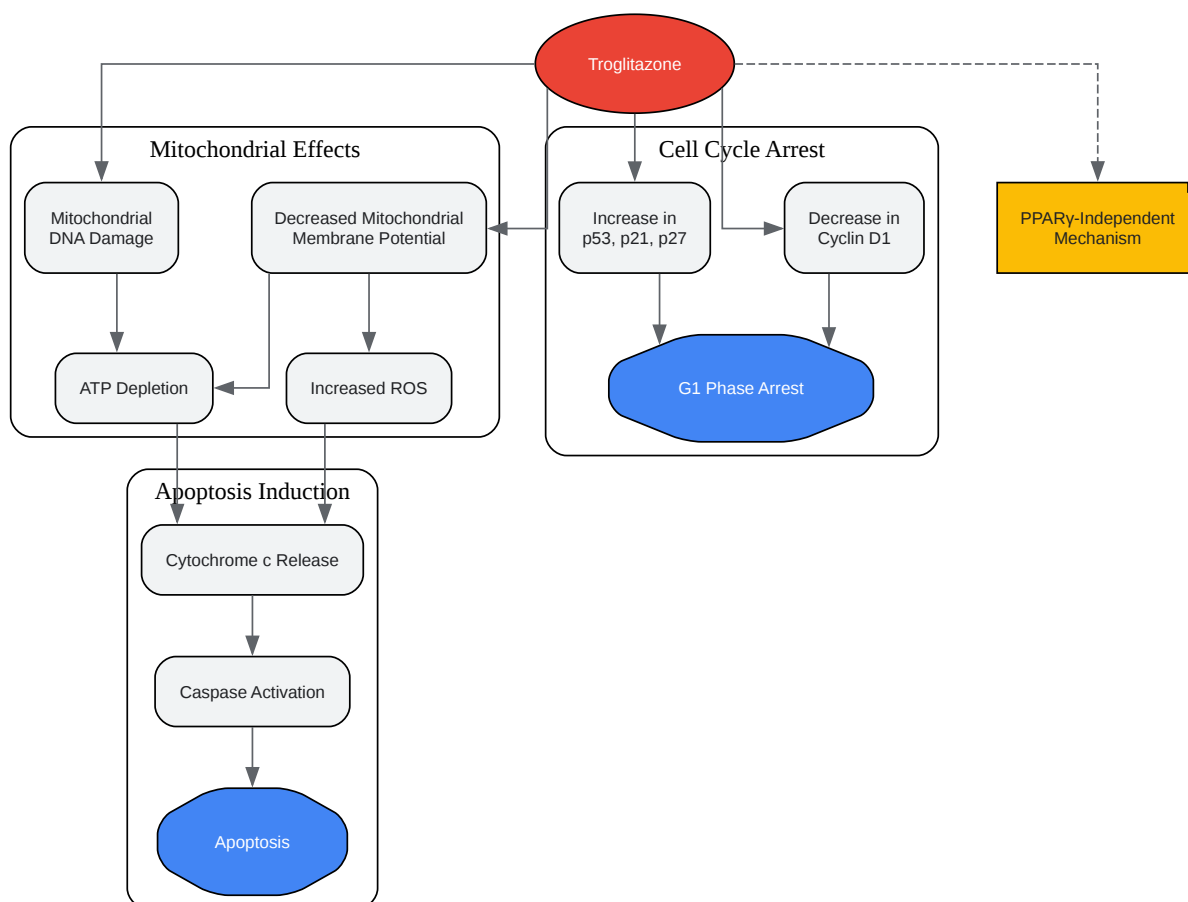 Troglitazone
Mitochondrial Effects
Cell Cycle Arrest
Mitochondrial
DNA Damage
Decreased Mitochondrial
Membrane Potential
Increase in
p53, p21, p27
Decrease in
Cyclin D1
PPARγ-Independent
Mechanism
ATP Depletion
Increased ROS
G1 Phase Arrest
Apoptosis Induction
Cytochrome c Release
Caspase Activation
Apoptosis